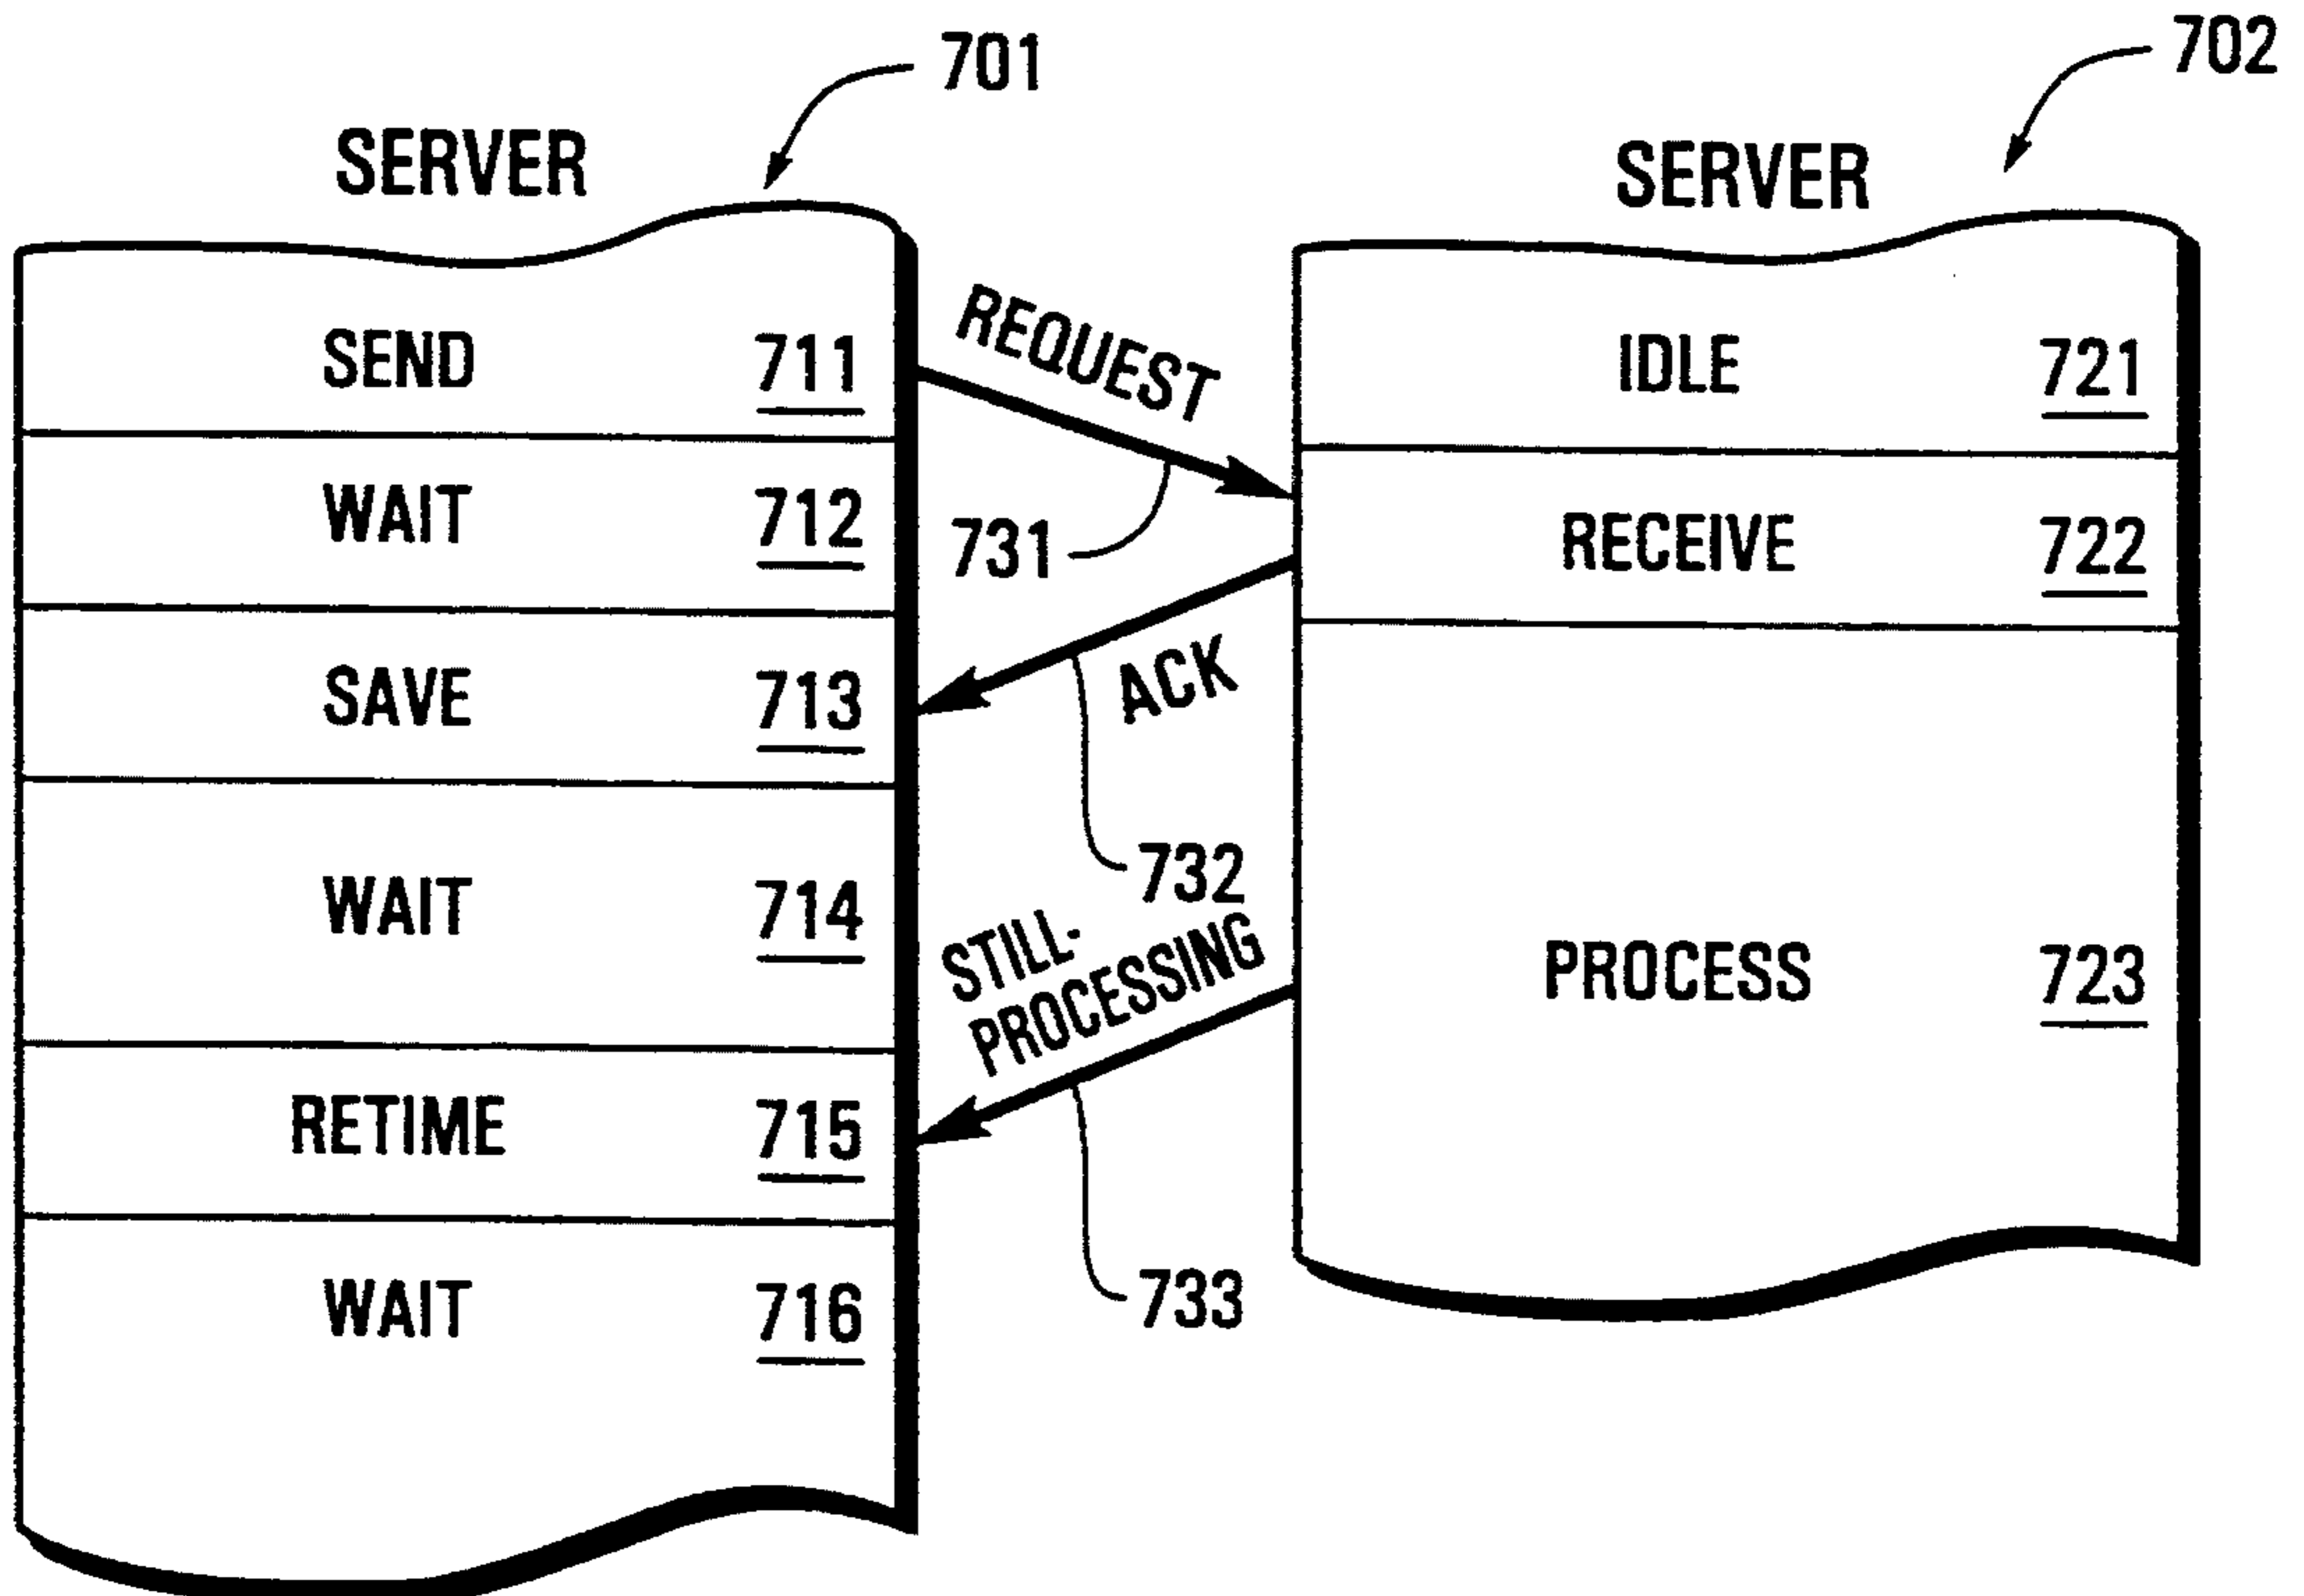 701
702
SERVER
SERVER
SEND 711
REQUEST
IDLE 721
WAIT 712
731
RECEIVE 722
SAVE 713
ACK
WAIT 714
732
STILL-
PROCESSING
PROCESS 723
RETIME 715
WAIT 716
733